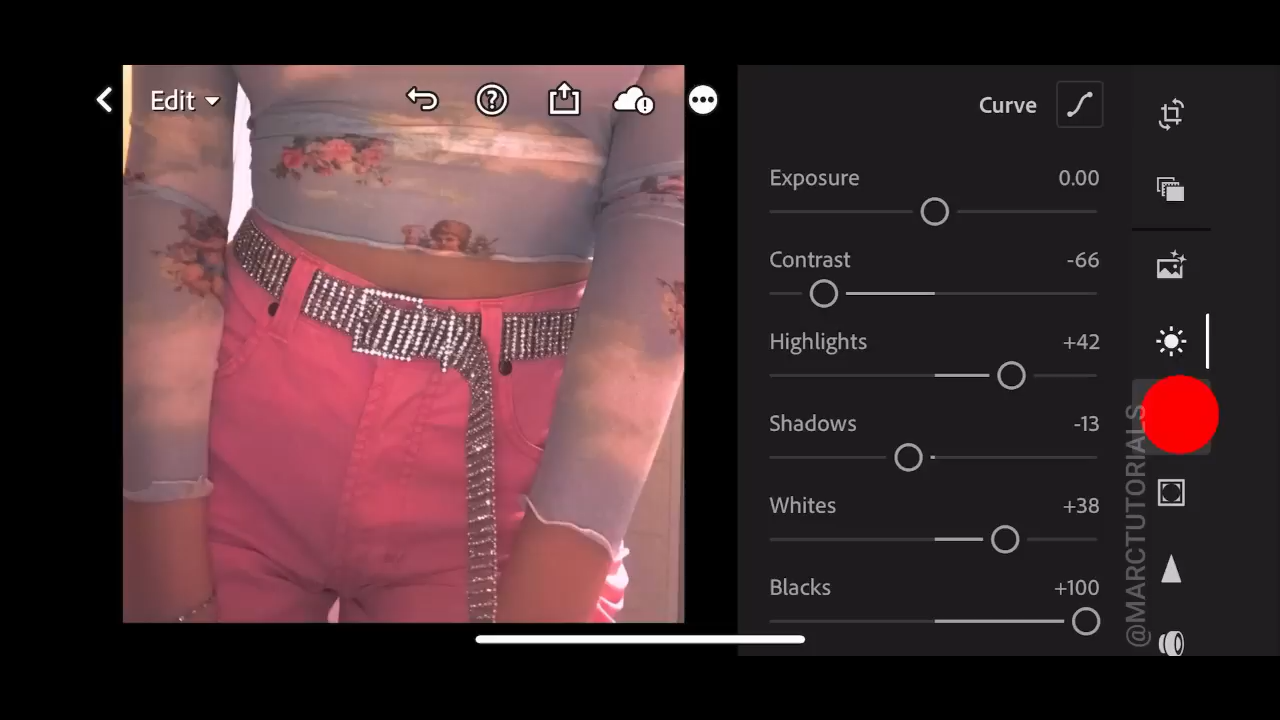 Edit
Curve
Exposure 0.00
Contrast -66
Highlights +42
Shadows -13
Whites +38
Blacks +100
@MARCTUTORIALS